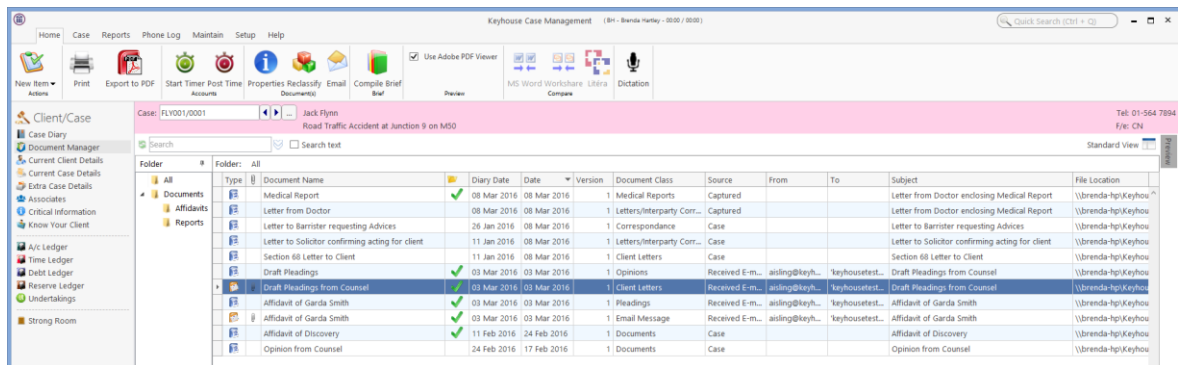 Keyhouse Case Management (BH - Brenda Hartley - 00:00 / 00:00)
Quick Search (Ctrl + Q)
Home Case Reports Phone Log Maintain Setup Help
Use Adobe PDF Viewer
New Item Print Export to PDF Start Timer Post Time Properties Reclassify Email Compile Brief MS Word Workshare Litéra Dictation
Actions Accounts Document(s) Brief Preview Compare
Client/Case
Case Diary
Document Manager
Current Client Details
Current Case Details
Extra Case Details
Associates
Critical Information
Know Your Client
A/c Ledger
Time Ledger
Debt Ledger
Reserve Ledger
Undertakings
Strong Room
Case: FLY001/0001 ... Jack Flynn Tel: 01-564 7894
Road Traffic Accident at Junction 9 on M50 F/e: CN
Search Search text Standard View
Preview
Folder Folder: All
All
Documents
Affidavits
Reports
Type Document Name Diary Date Date Version Document Class Source From To Subject File Location
Medical Report 08 Mar 2016 08 Mar 2016 1 Medical Reports Captured Letter from Doctor enclosing Medical Report \\brenda-hp\Keyhou
Letter from Doctor 08 Mar 2016 08 Mar 2016 1 Letters/Interparty Corr... Captured Letter from Doctor enclosing Medical Report \\brenda-hp\Keyhou
Letter to Barrister requesting Advices 26 Jan 2016 08 Mar 2016 1 Correspondance Case Letter to Barrister requesting Advices \\brenda-hp\Keyhou
Letter to Solicitor confirming acting for client 11 Jan 2016 08 Mar 2016 1 Letters/Interparty Corr... Case Letter to Solicitor confirming acting for client \\brenda-hp\Keyhou
Section 68 Letter to Client 11 Jan 2016 08 Mar 2016 1 Client Letters Case Section 68 Letter to Client \\brenda-hp\Keyhou
Draft Pleadings 03 Mar 2016 03 Mar 2016 1 Opinions Received E-m... aisling@keyh... 'keyhousetest... Draft Pleadings from Counsel \\brenda-hp\Keyhou
Draft Pleadings from Counsel 03 Mar 2016 03 Mar 2016 1 Client Letters Received E-m... aisling@keyh... 'keyhousetest... Draft Pleadings from Counsel \\brenda-hp\Keyhou
Affidavit of Garda Smith 03 Mar 2016 03 Mar 2016 1 Pleadings Received E-m... aisling@keyh... 'keyhousetest... Affidavit of Garda Smith \\brenda-hp\Keyhou
Affidavit of Garda Smith 03 Mar 2016 03 Mar 2016 1 Email Message Received E-m... aisling@keyh... 'keyhousetest... Affidavit of Garda Smith \\brenda-hp\Keyhou
Affidavit of Discovery 11 Feb 2016 24 Feb 2016 1 Documents Case Affidavit of Discovery \\brenda-hp\Keyhou
Opinion from Counsel 24 Feb 2016 17 Feb 2016 1 Documents Case Opinion from Counsel \\brenda-hp\Keyhou